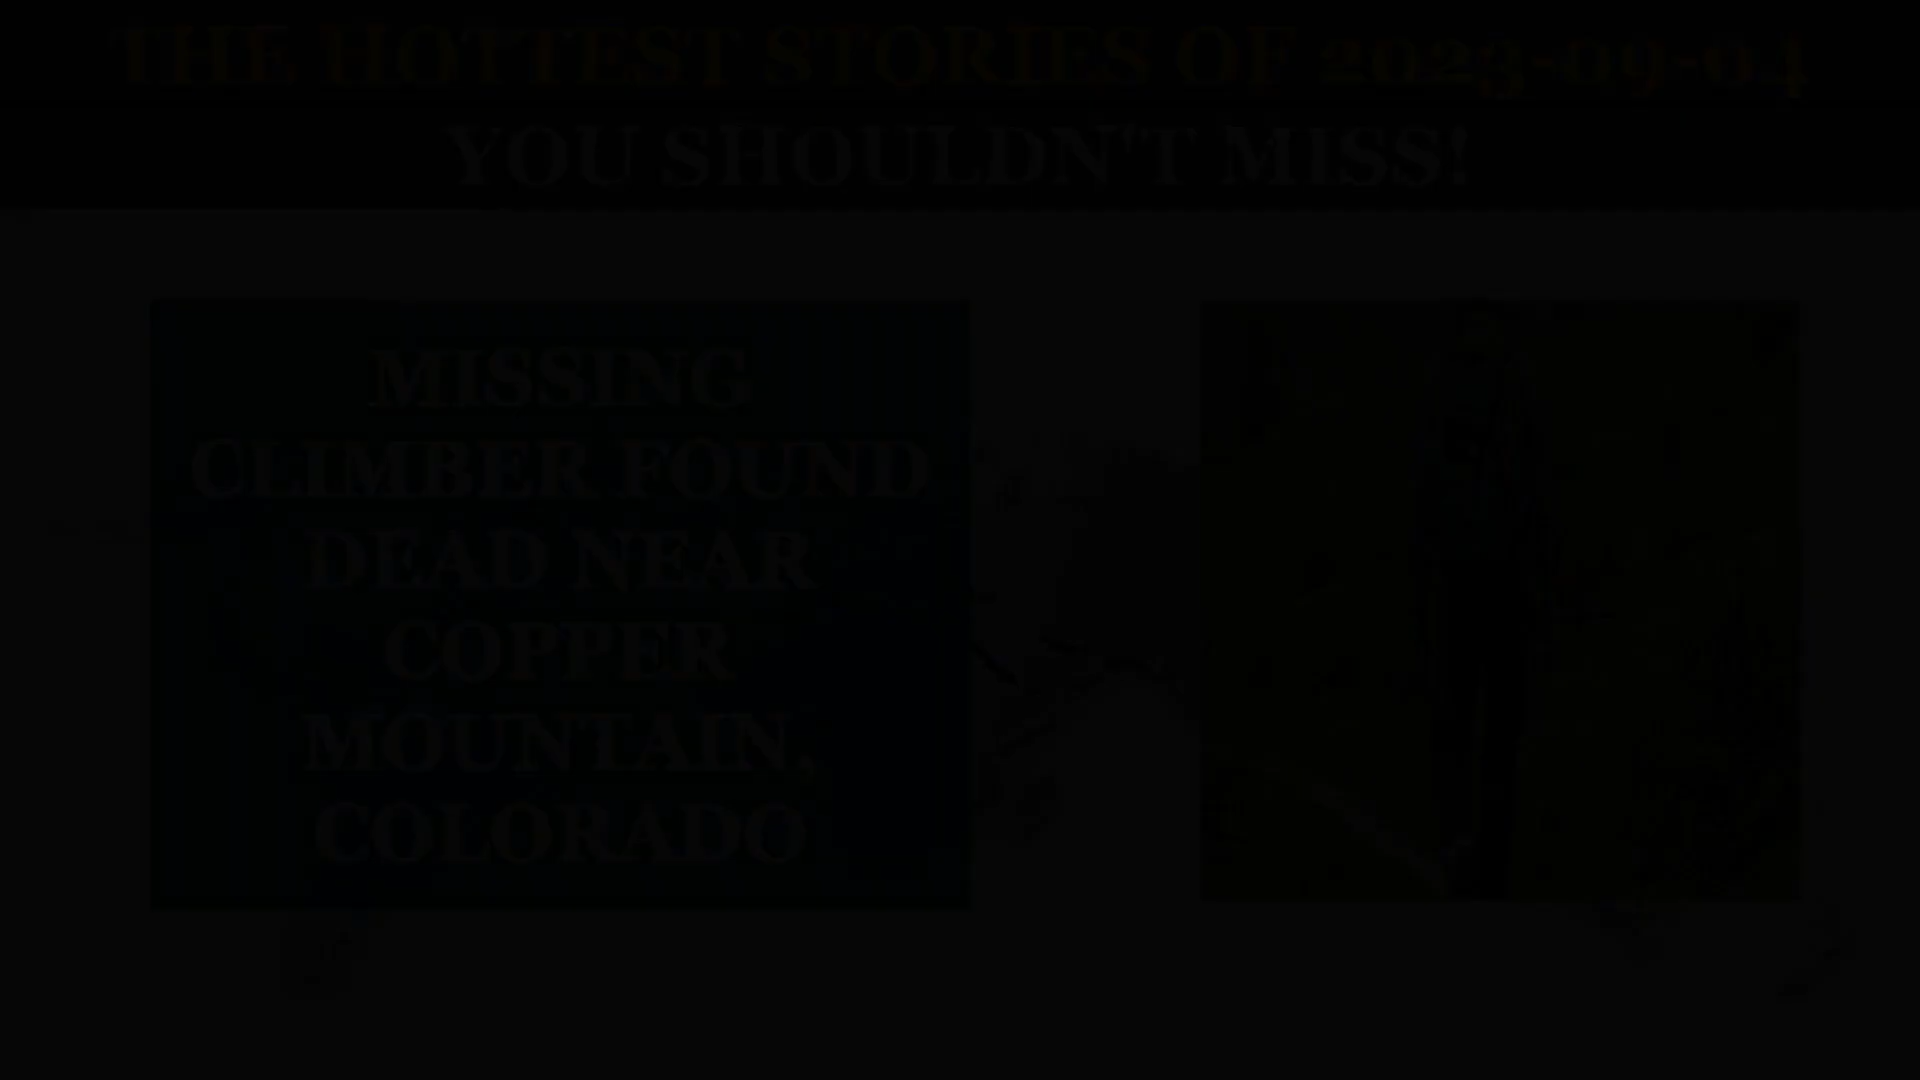 THE HOTTEST STORIES OF 2023-09-04
YOU SHOULDN'T MISS!
MISSING
CLIMBER FOUND
DEAD NEAR
COPPER
MOUNTAIN,
COLORADO